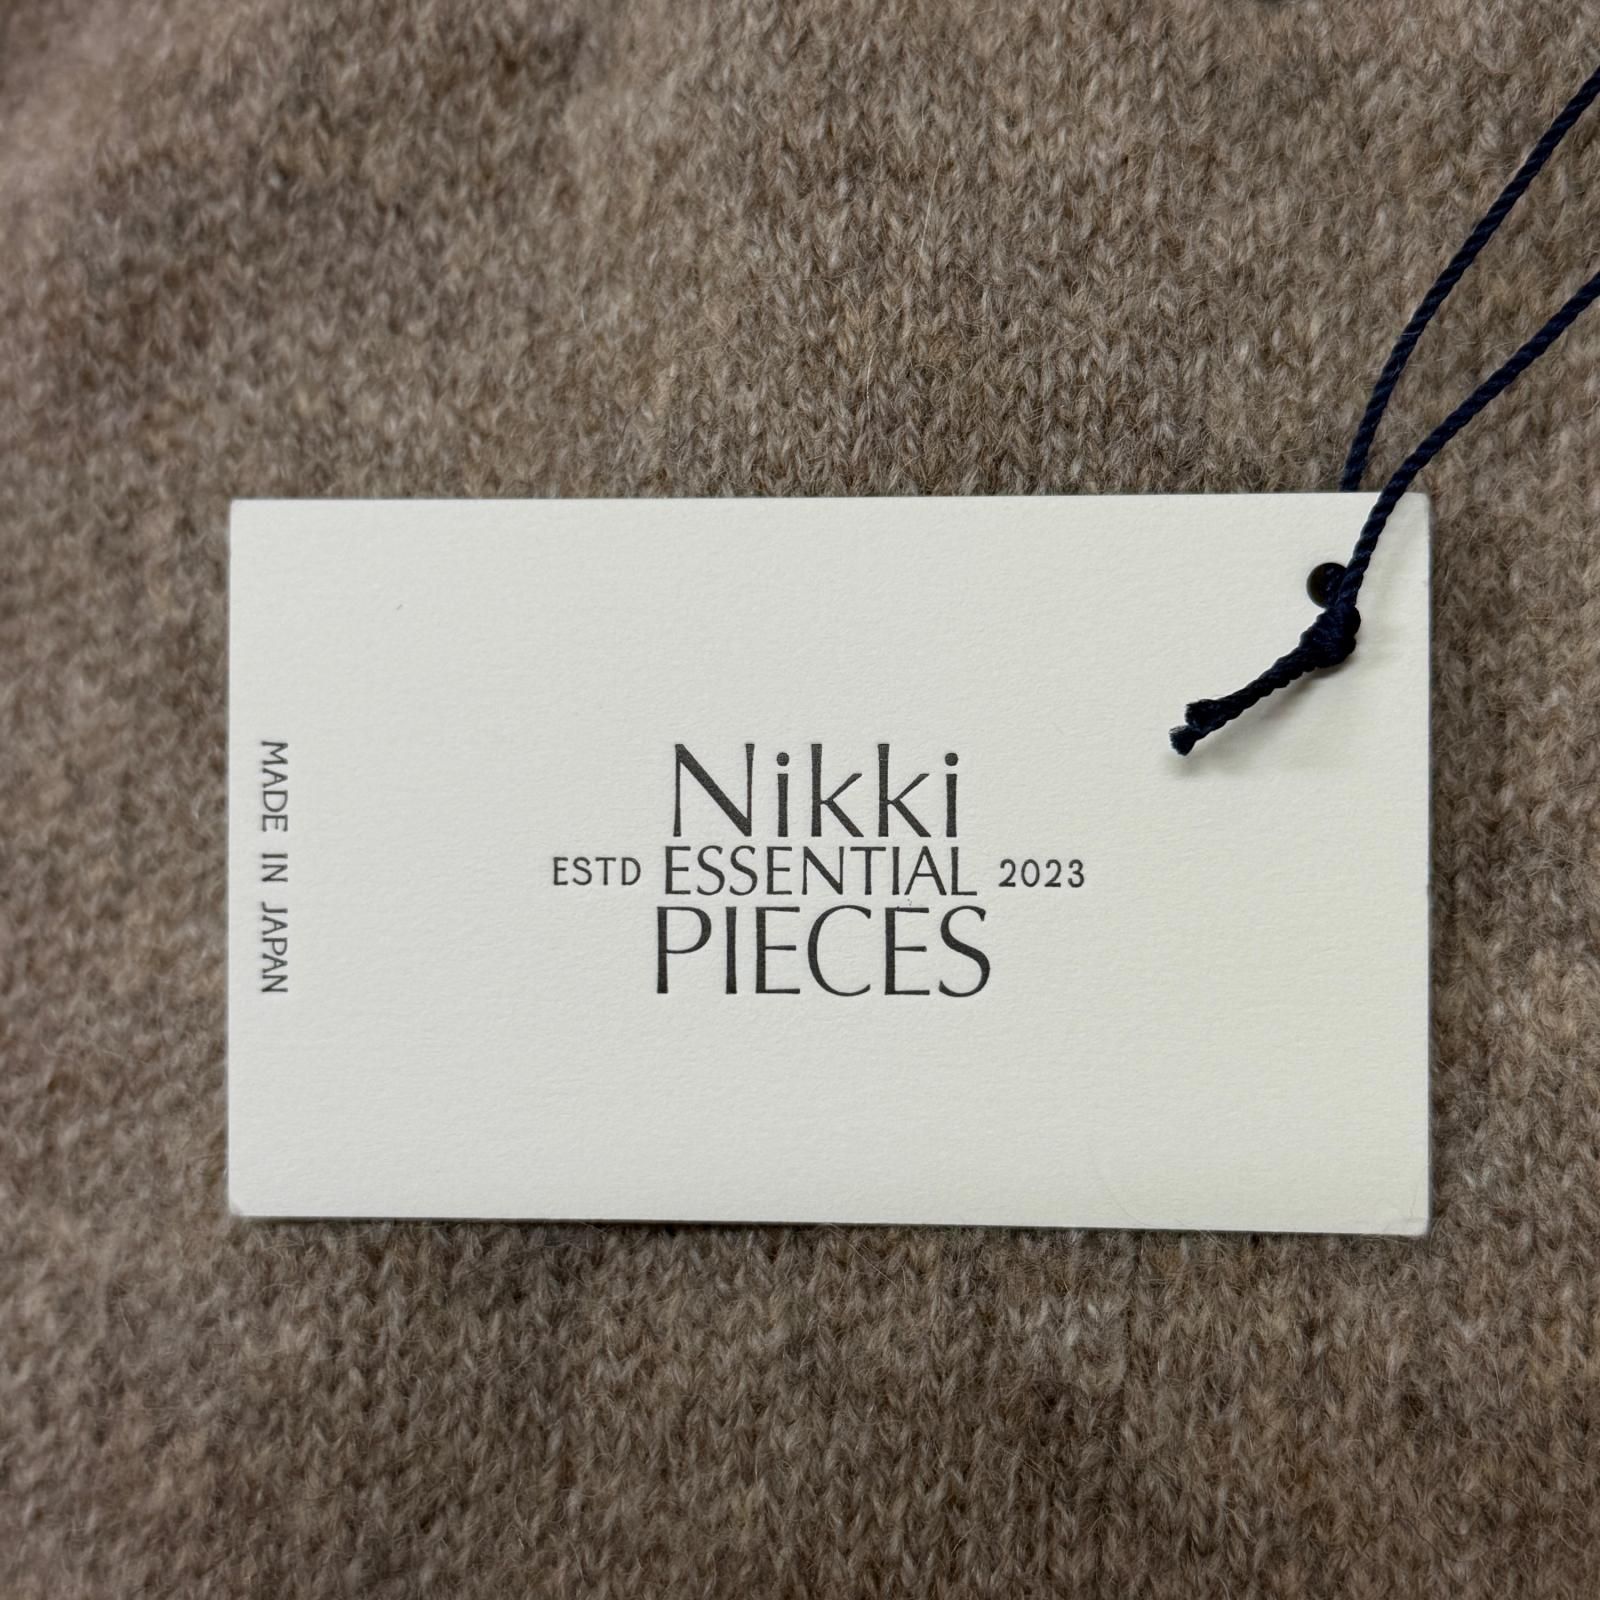 Nikki
ESTD ESSENTIAL 2023
PIECES
MADE IN JAPAN